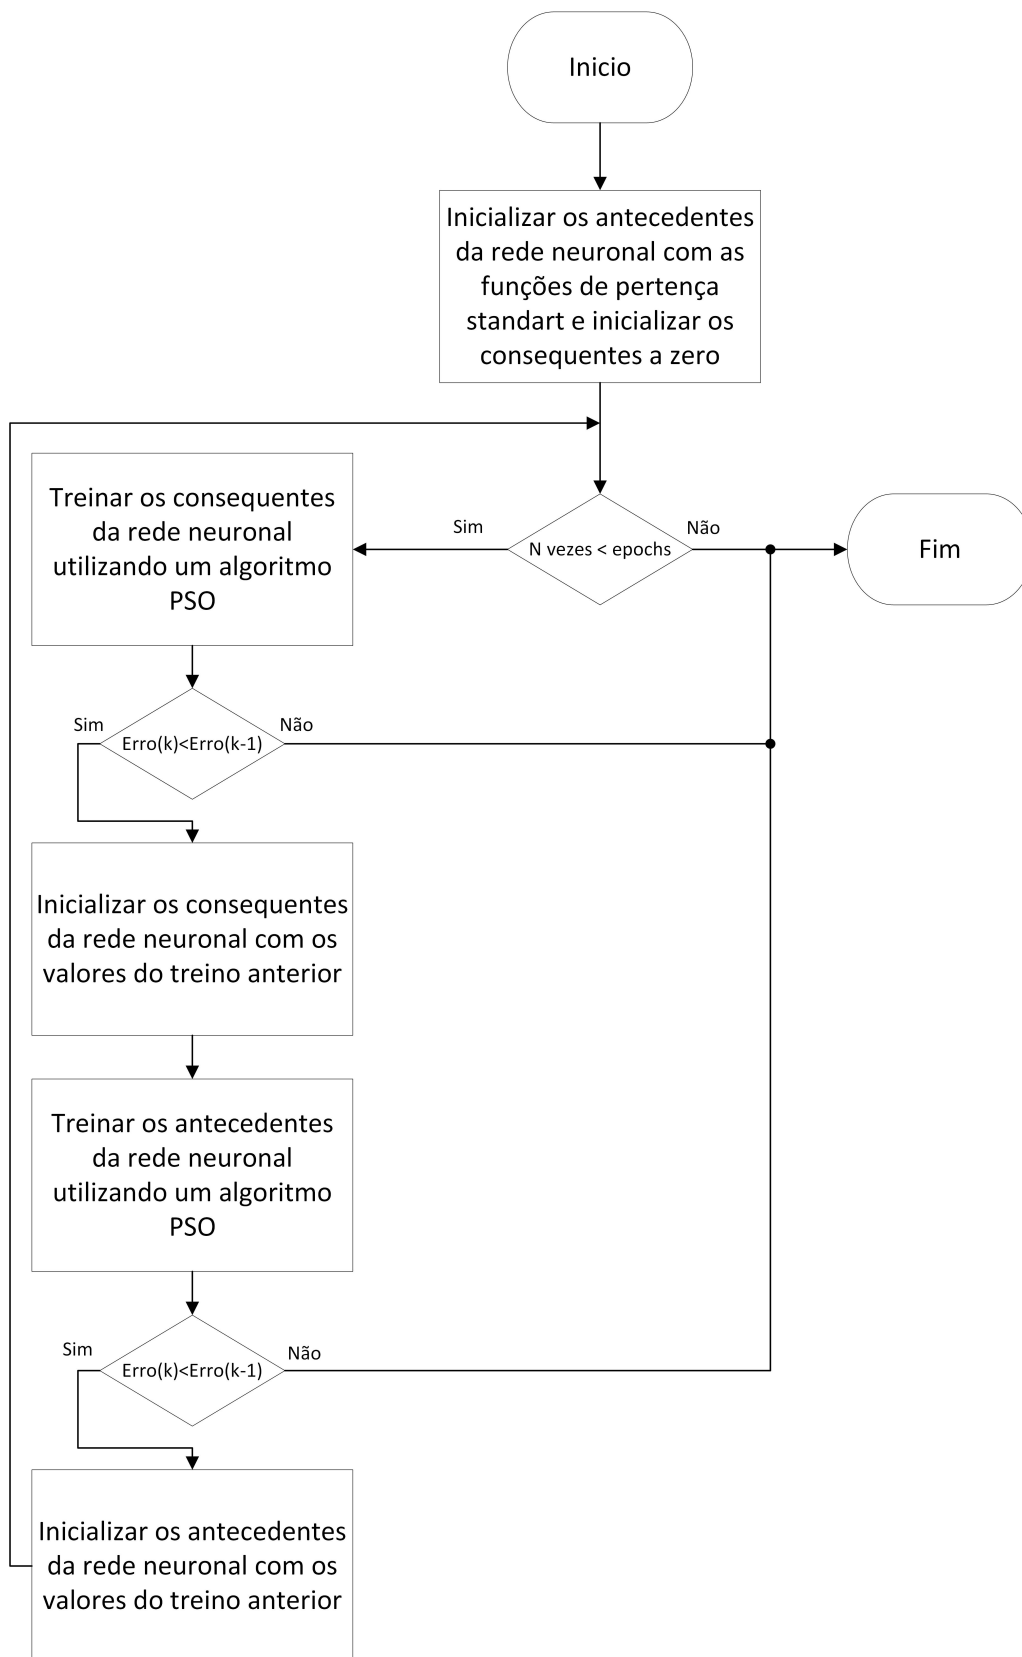 Inicio
Inicializar os antecedentes
da rede neuronal com as
funções de pertença
standart e inicializar os
consequentes a zero
Treinar os consequentes
da rede neuronal
utilizando um algoritmo
PSO
Sim
N vezes < epochs
Não
Fim
Sim
Erro(k)<Erro(k-1)
Não
Inicializar os consequentes
da rede neuronal com os
valores do treino anterior
Treinar os antecedentes
da rede neuronal
utilizando um algoritmo
PSO
Sim
Erro(k)<Erro(k-1)
Não
Inicializar os antecedentes
da rede neuronal com os
valores do treino anterior